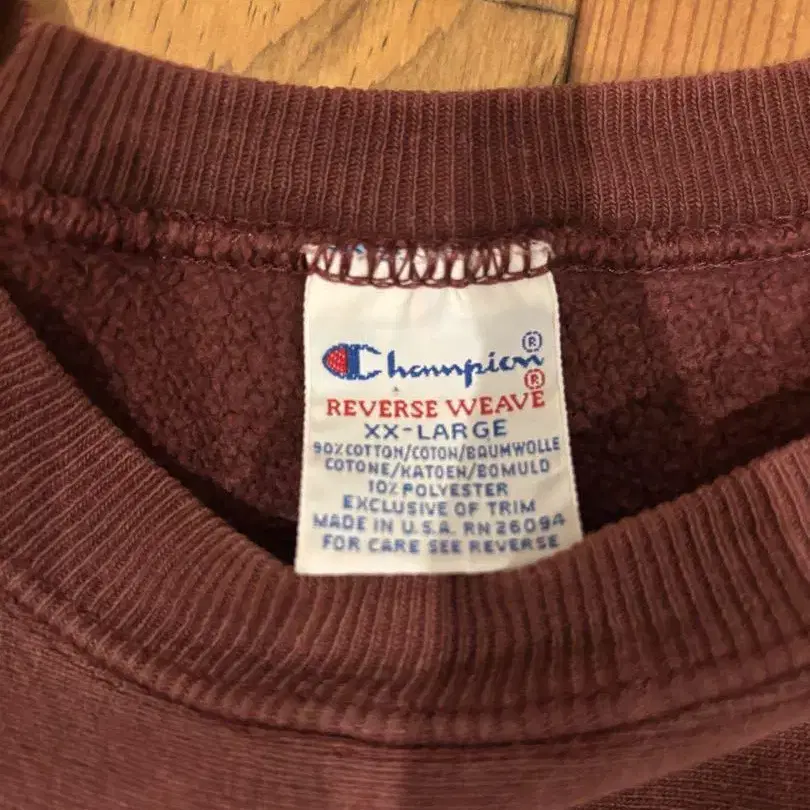 Champion®
REVERSE WEAVE®
XX-LARGE
90% COTTON/COTON/BAUMWOLLE
COTONE/KATOEN/BOMULD
10% POLYESTER
EXCLUSIVE OF TRIM
MADE IN U.S.A. RN 26094
FOR CARE SEE REVERSE